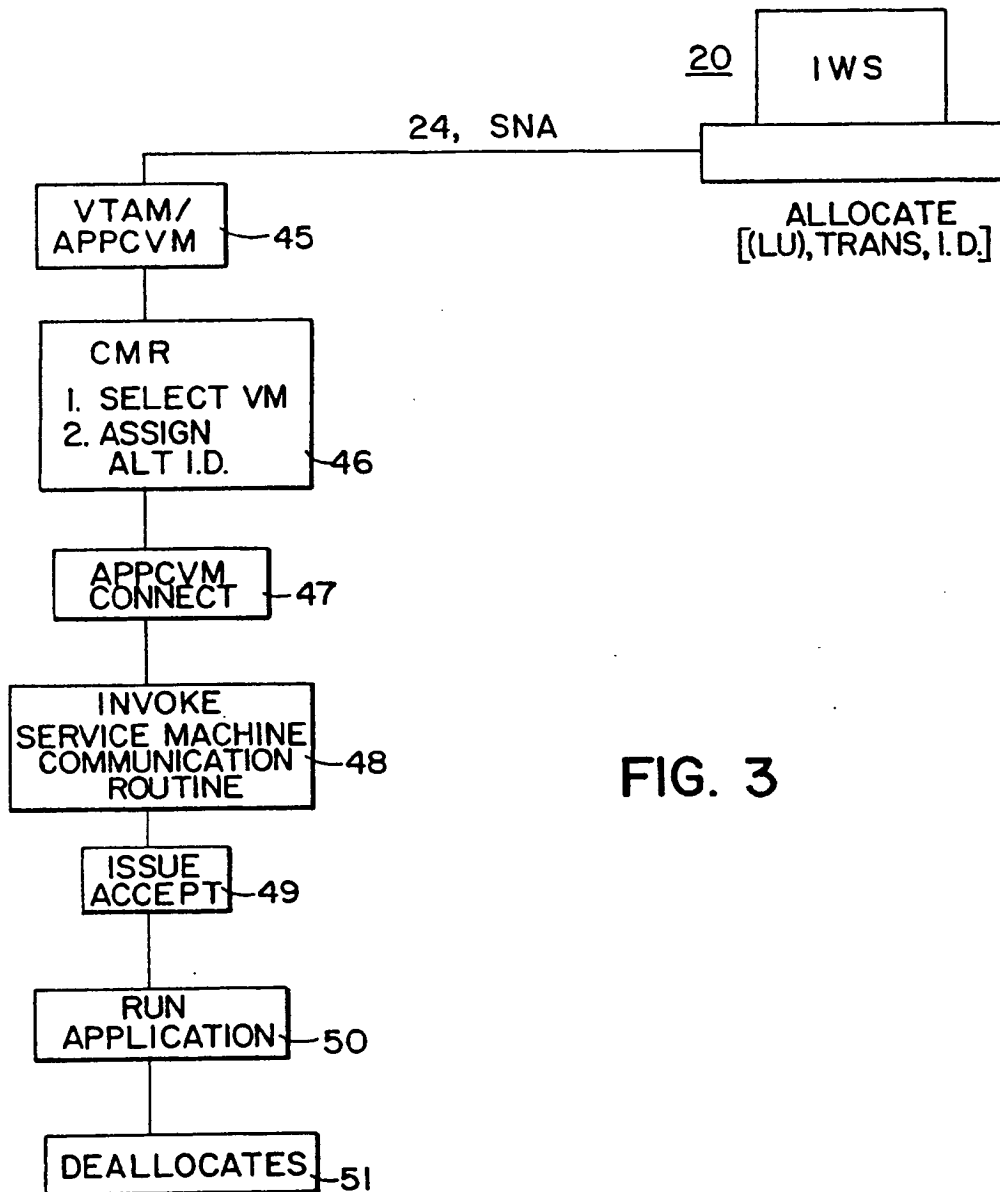 20
IWS
24, SNA
ALLOCATE
[(LU), TRANS, I.D.]
VTAM/
APPCVM
45
CMR
1. SELECT VM
2. ASSIGN
ALT I.D.
46
APPCVM
CONNECT
47
INVOKE
SERVICE MACHINE
COMMUNICATION
ROUTINE
48
ISSUE
ACCEPT
49
RUN
APPLICATION
50
DEALLOCATES
51
FIG. 3